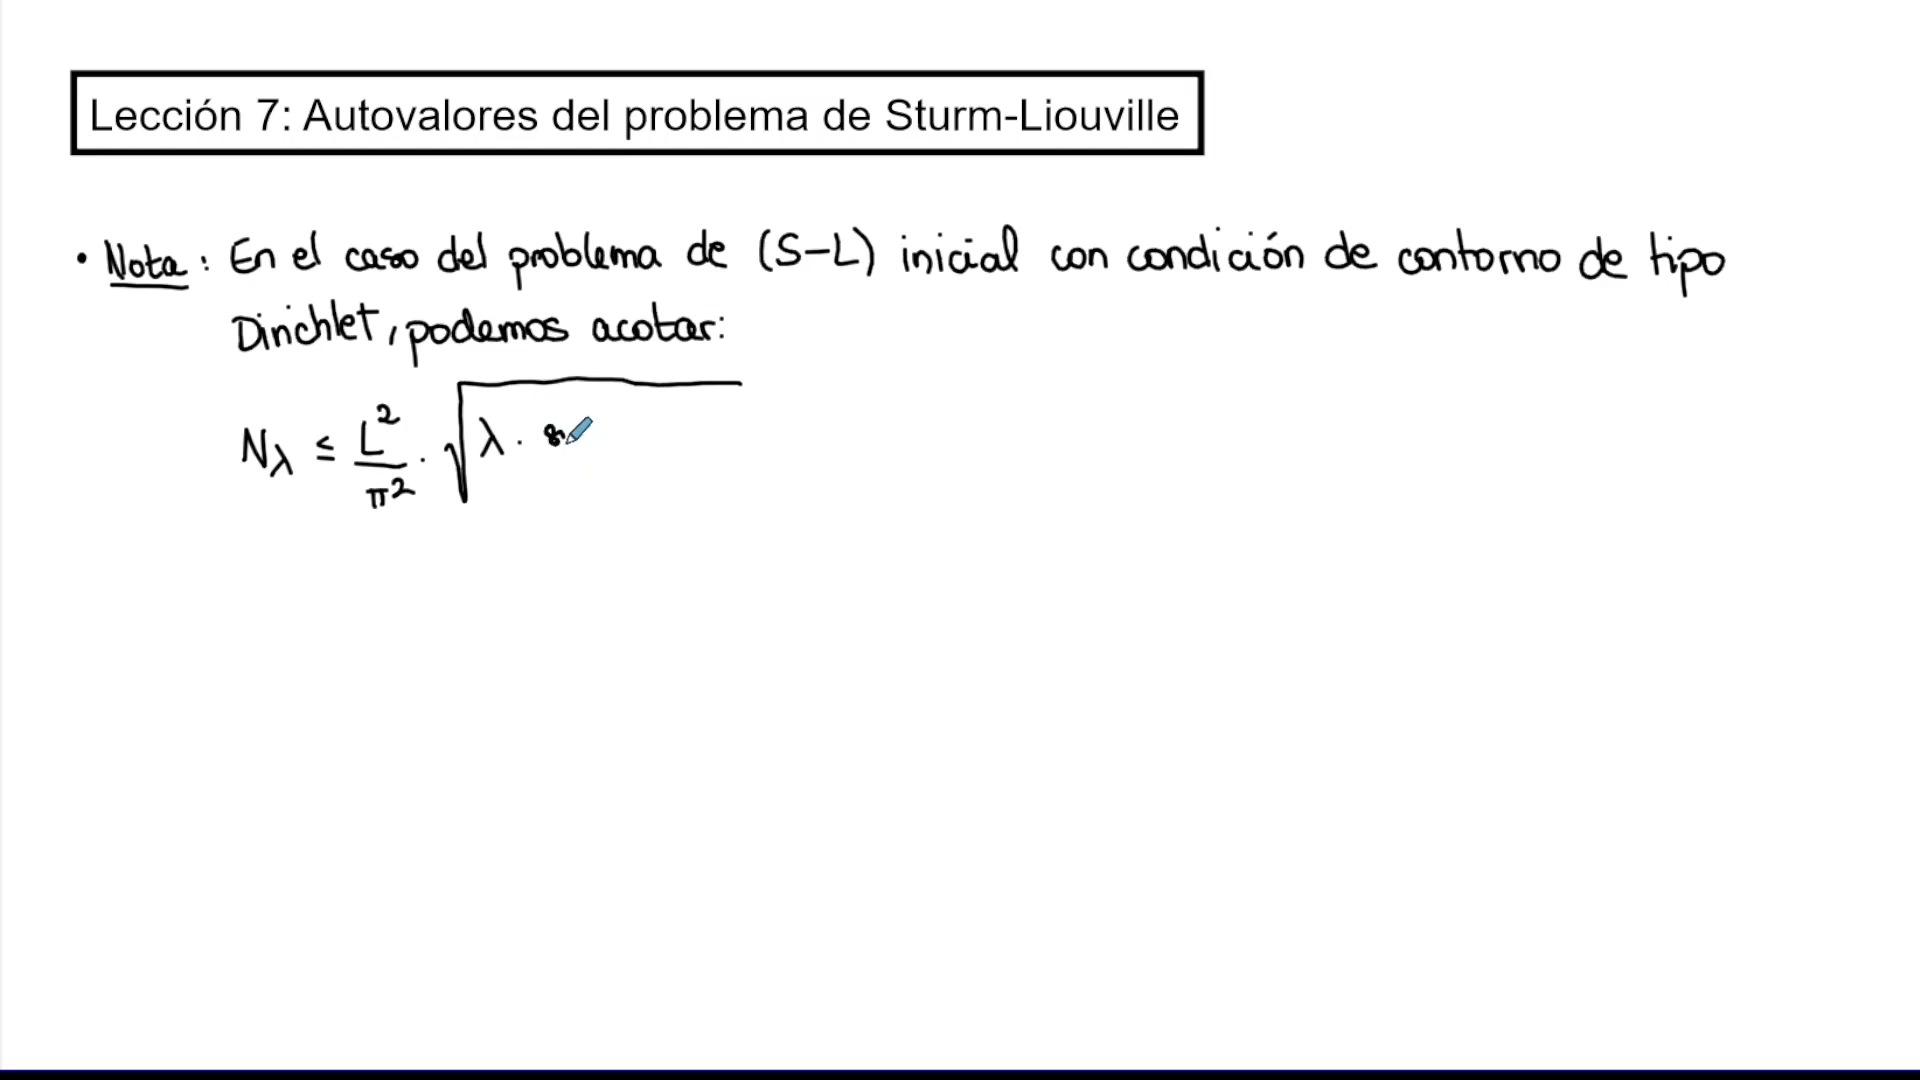 Lección 7: Autovalores del problema de Sturm-Liouville
• Nota: En el caso del problema de (S-L) inicial con condición de contorno de tipo
Dirichlet, podemos acotar:
N_λ ≤ L²/π² · √(λ ·